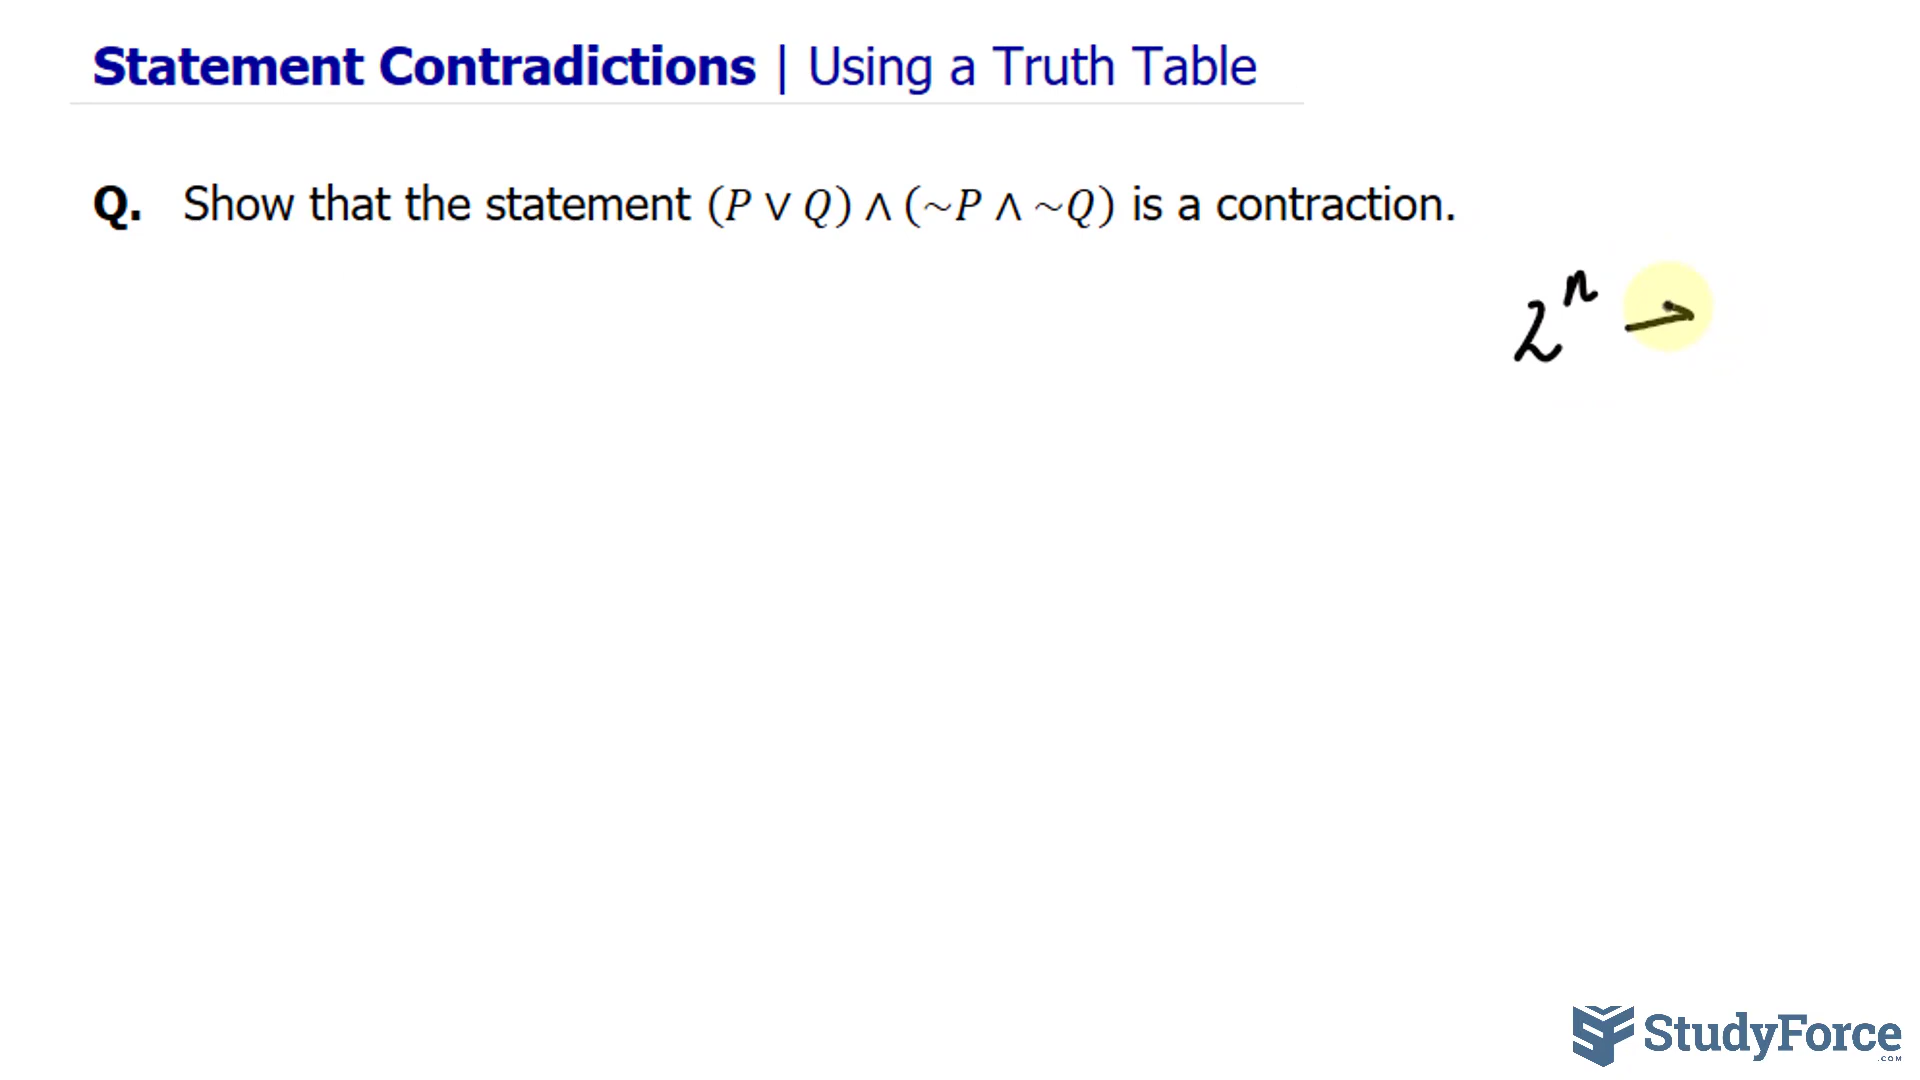 Statement Contradictions | Using a Truth Table
Q. Show that the statement (P ∨ Q) ∧ (~P ∧ ~Q) is a contraction.
2ⁿ →
StudyForce
.COM